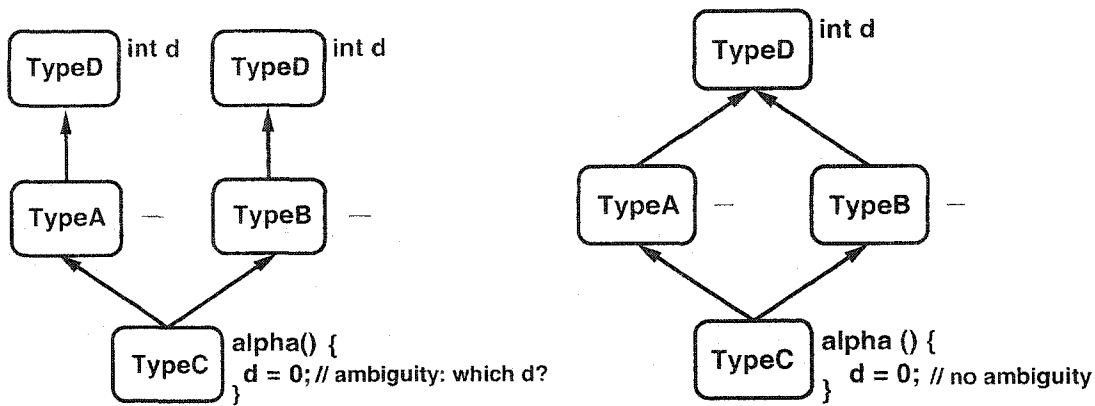 TypeD int d
TypeD int d
TypeA —
TypeB —
TypeC
alpha() {
d = 0; // ambiguity: which d?
}
TypeD int d
TypeA —
TypeB —
TypeC
alpha () {
d = 0; // no ambiguity
}